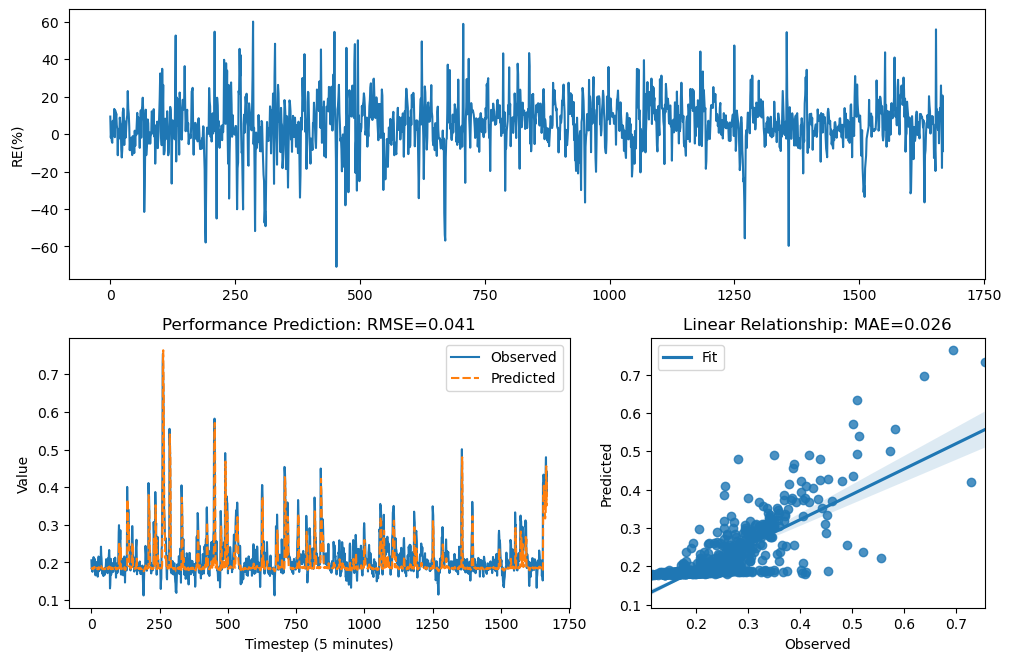 RE(%)
60
40
20
0
−20
−40
−60
0 250 500 750 1000 1250 1500 1750
Performance Prediction: RMSE=0.041
Observed
Predicted
Value
0.7
0.6
0.5
0.4
0.3
0.2
0.1
0 250 500 750 1000 1250 1500 1750
Timestep (5 minutes)
Linear Relationship: MAE=0.026
Fit
Predicted
0.7
0.6
0.5
0.4
0.3
0.2
0.1
0.2 0.3 0.4 0.5 0.6 0.7
Observed